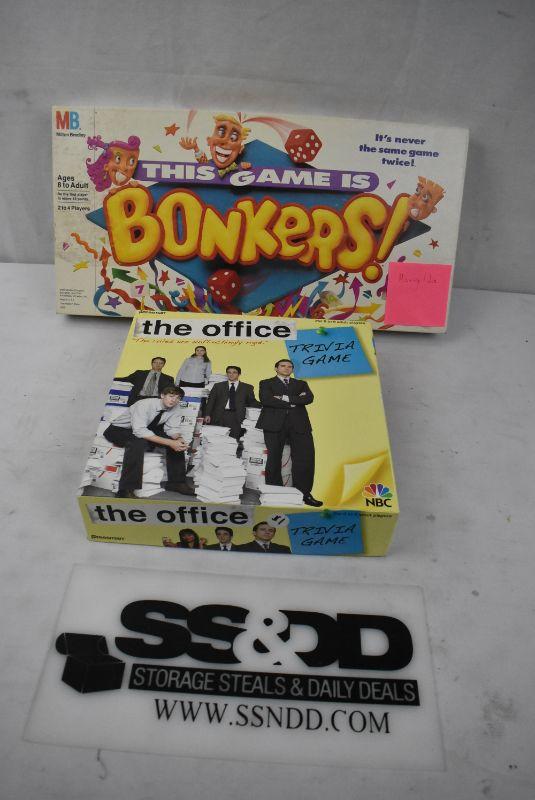 MB
Milton Bradley
It's never
the same game
twice!
Ages
8 to Adult
2 to 4 Players
THIS GAME IS
BONKERS!
the office
TRIVIA
GAME
NBC
the office
TRIVIA
GAME
PRESSMAN
SS&DD
STORAGE STEALS & DAILY DEALS
WWW.SSNDD.COM